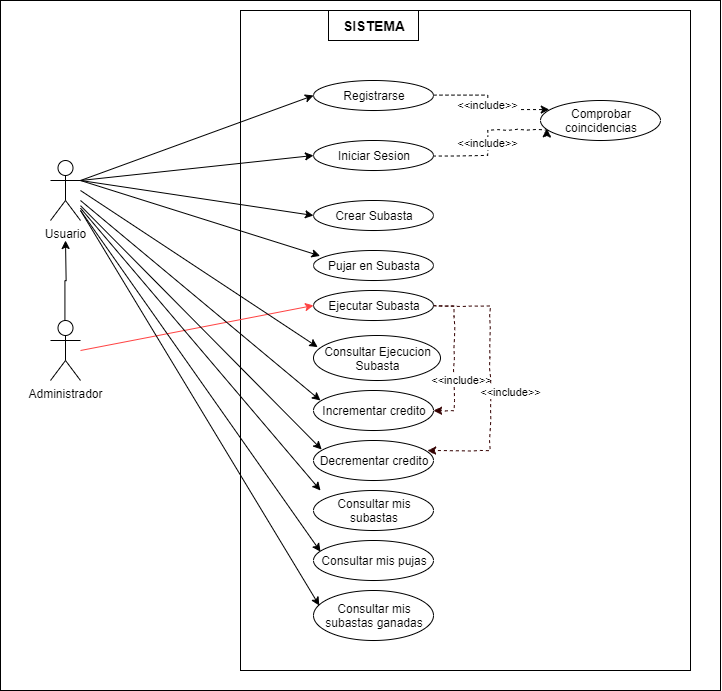 SISTEMA
Registrarse
<<include>>
Comprobar
coincidencias
<<include>>
Iniciar Sesion
Crear Subasta
Usuario
Pujar en Subasta
Ejecutar Subasta
Consultar Ejecucion
Subasta
<<include>>
<<include>>
Administrador
Incrementar credito
Decrementar credito
Consultar mis
subastas
Consultar mis pujas
Consultar mis
subastas ganadas